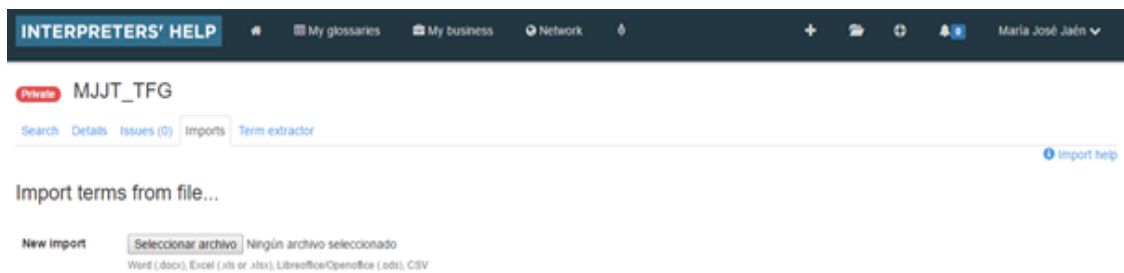 INTERPRETERS' HELP My glossaries My business Network 0 María José Jaén
Private MJJT_TFG
Search Details Issues (0) Imports Term extractor
Import help
Import terms from file...
New import Seleccionar archivo Ningún archivo seleccionado
Word (.docx), Excel (.xls or .xlsx), Libreoffice/Openoffice (.ods), CSV